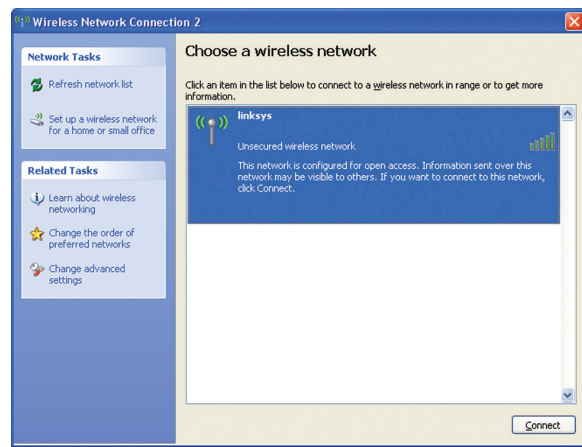 Wireless Network Connection 2
Network Tasks
Refresh network list
Set up a wireless network
for a home or small office
Related Tasks
Learn about wireless
networking
Change the order of
preferred networks
Change advanced
settings
Choose a wireless network
Click an item in the list below to connect to a wireless network in range or to get more
information.
linksys
Unsecured wireless network
This network is configured for open access. Information sent over this
network may be visible to others. If you want to connect to this network,
click Connect.
Connect